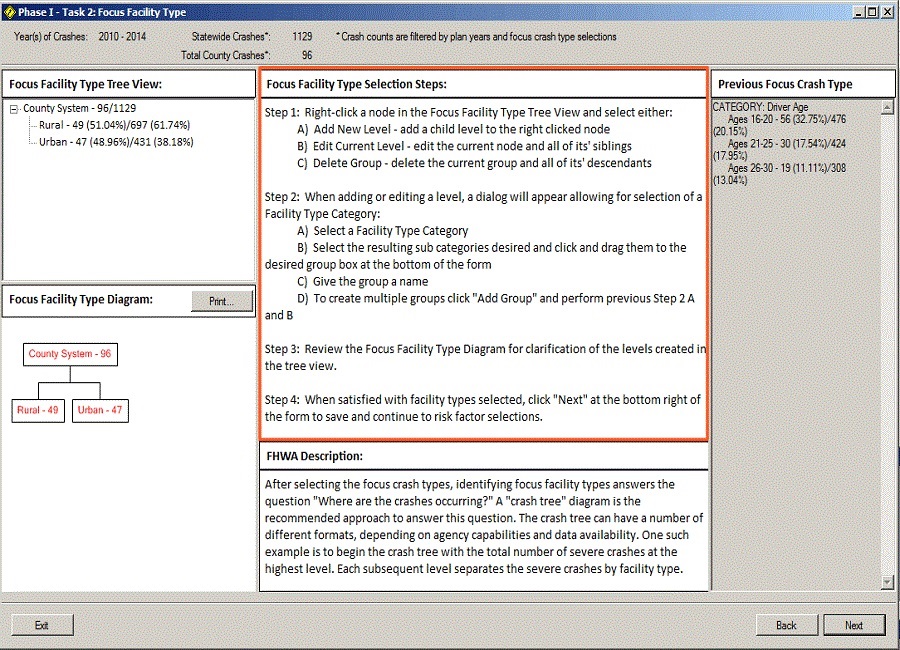 Phase I - Task 2: Focus Facility Type
Year(s) of Crashes: 2010 - 2014 Statewide Crashes*: 1129 * Crash counts are filtered by plan years and focus crash type selections
Total County Crashes*: 96
Focus Facility Type Tree View:
County System - 96/1129
Rural - 49 (51.04%)/697 (61.74%)
Urban - 47 (48.96%)/431 (38.18%)
Focus Facility Type Diagram:
Print...
County System - 96
Rural - 49
Urban - 47
Focus Facility Type Selection Steps:
Step 1: Right-click a node in the Focus Facility Type Tree View and select either:
A) Add New Level - add a child level to the right clicked node
B) Edit Current Level - edit the current node and all of its' siblings
C) Delete Group - delete the current group and all of its' descendants
Step 2: When adding or editing a level, a dialog will appear allowing for selection of a
Facility Type Category:
A) Select a Facility Type Category
B) Select the resulting sub categories desired and click and drag them to the
desired group box at the bottom of the form
C) Give the group a name
D) To create multiple groups click "Add Group" and perform previous Step 2 A
and B
Step 3: Review the Focus Facility Type Diagram for clarification of the levels created in
the tree view.
Step 4: When satisfied with facility types selected, click "Next" at the bottom right of
the form to save and continue to risk factor selections.
FHWA Description:
After selecting the focus crash types, identifying focus facility types answers the
question "Where are the crashes occurring?" A "crash tree" diagram is the
recommended approach to answer this question. The crash tree can have a number of
different formats, depending on agency capabilities and data availability. One such
example is to begin the crash tree with the total number of severe crashes at the
highest level. Each subsequent level separates the severe crashes by facility type.
Previous Focus Crash Type
CATEGORY: Driver Age
Ages 16-20 - 56 (32.75%)/476
(20.15%)
Ages 21-25 - 30 (17.54%)/424
(17.95%)
Ages 26-30 - 19 (11.11%)/308
(13.04%)
Exit
Back
Next